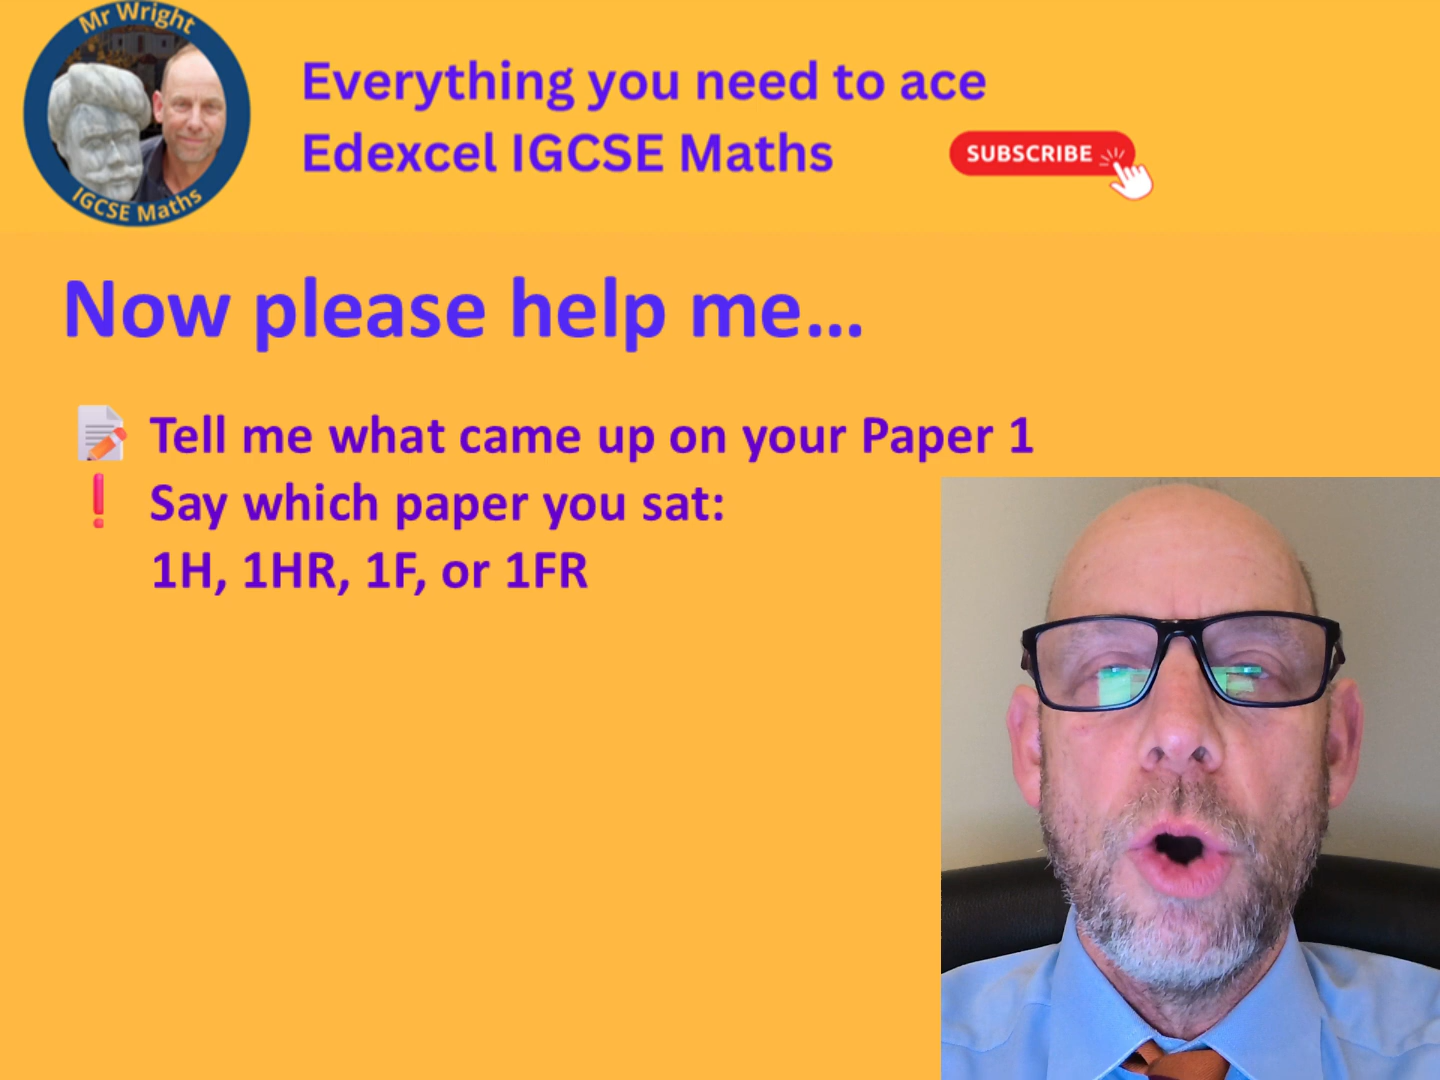 Mr Wright
IGCSE Maths
Everything you need to ace
Edexcel IGCSE Maths
SUBSCRIBE
Now please help me...
Tell me what came up on your Paper 1
Say which paper you sat:
1H, 1HR, 1F, or 1FR